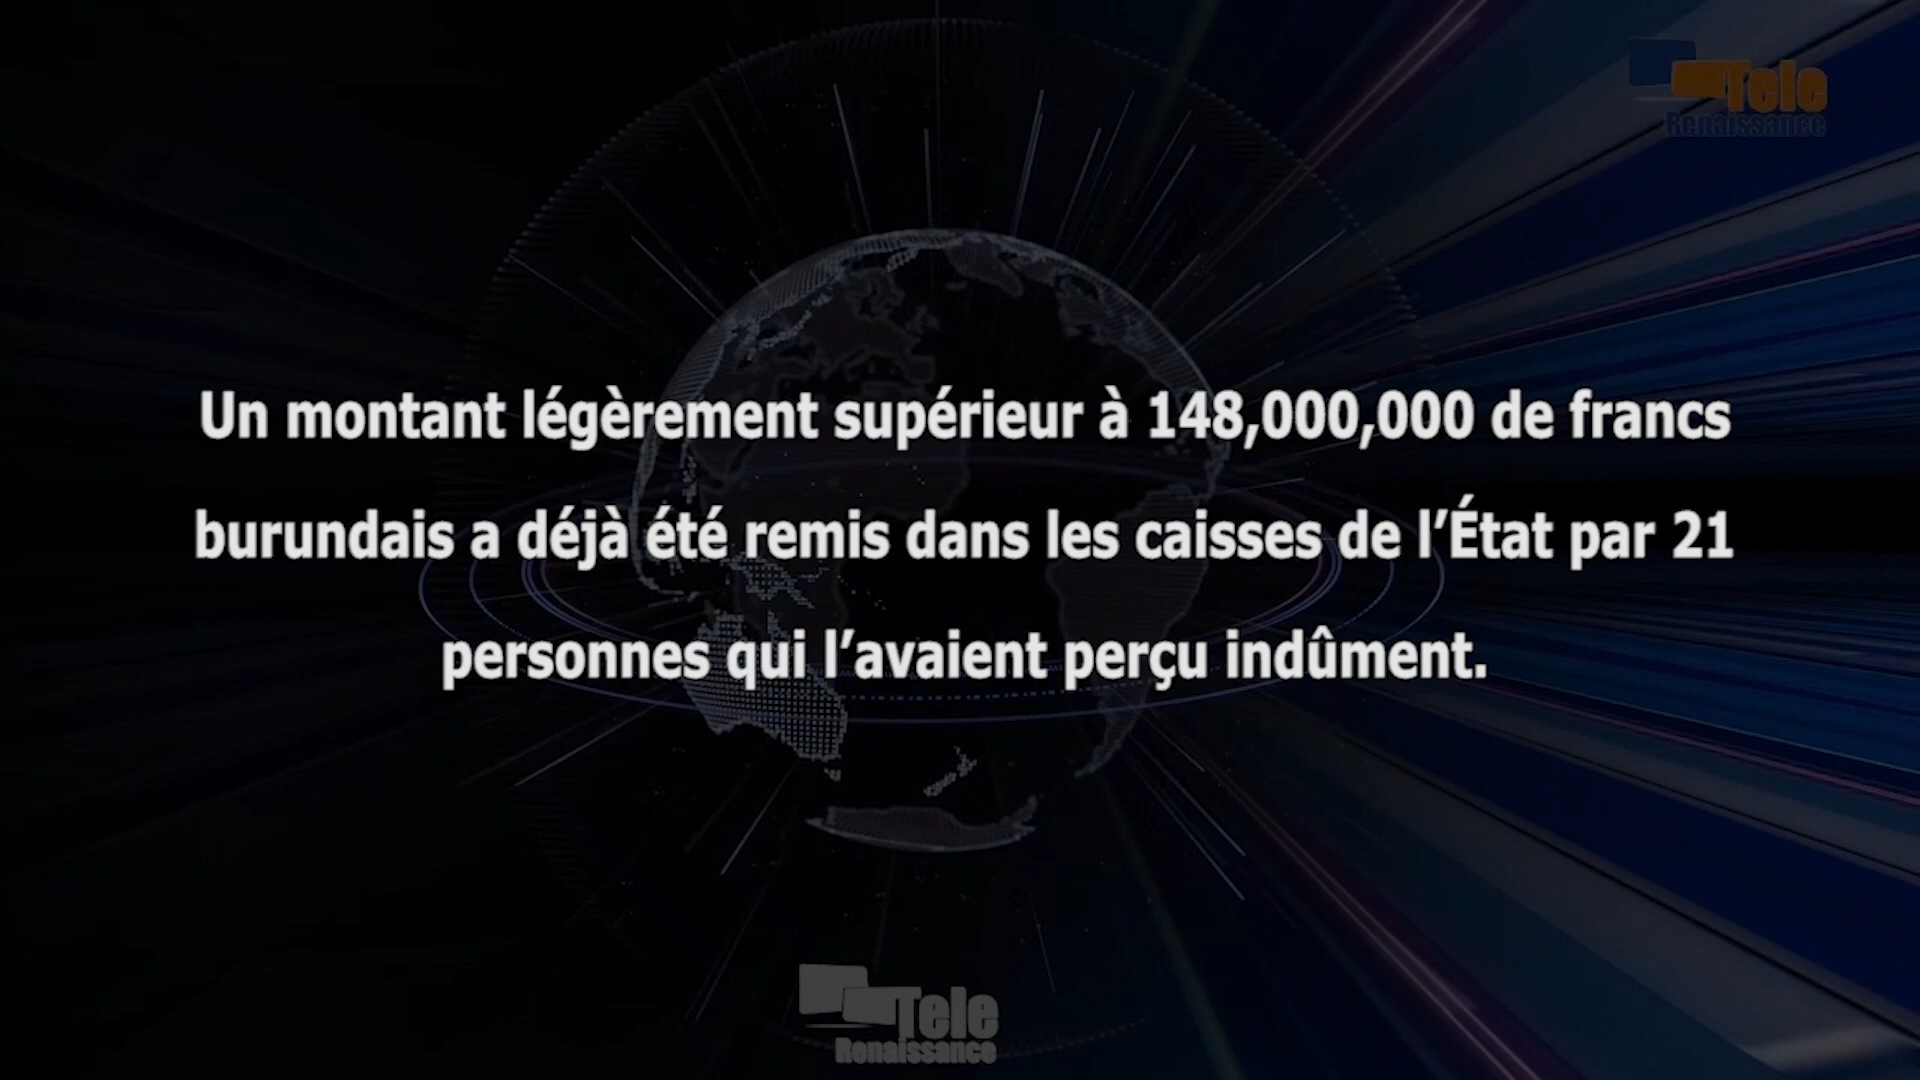 Tele
Renaissance
Un montant légèrement supérieur à 148,000,000 de francs
burundais a déjà été remis dans les caisses de l’État par 21
personnes qui l’avaient perçu indûment.
Tele
Renaissance